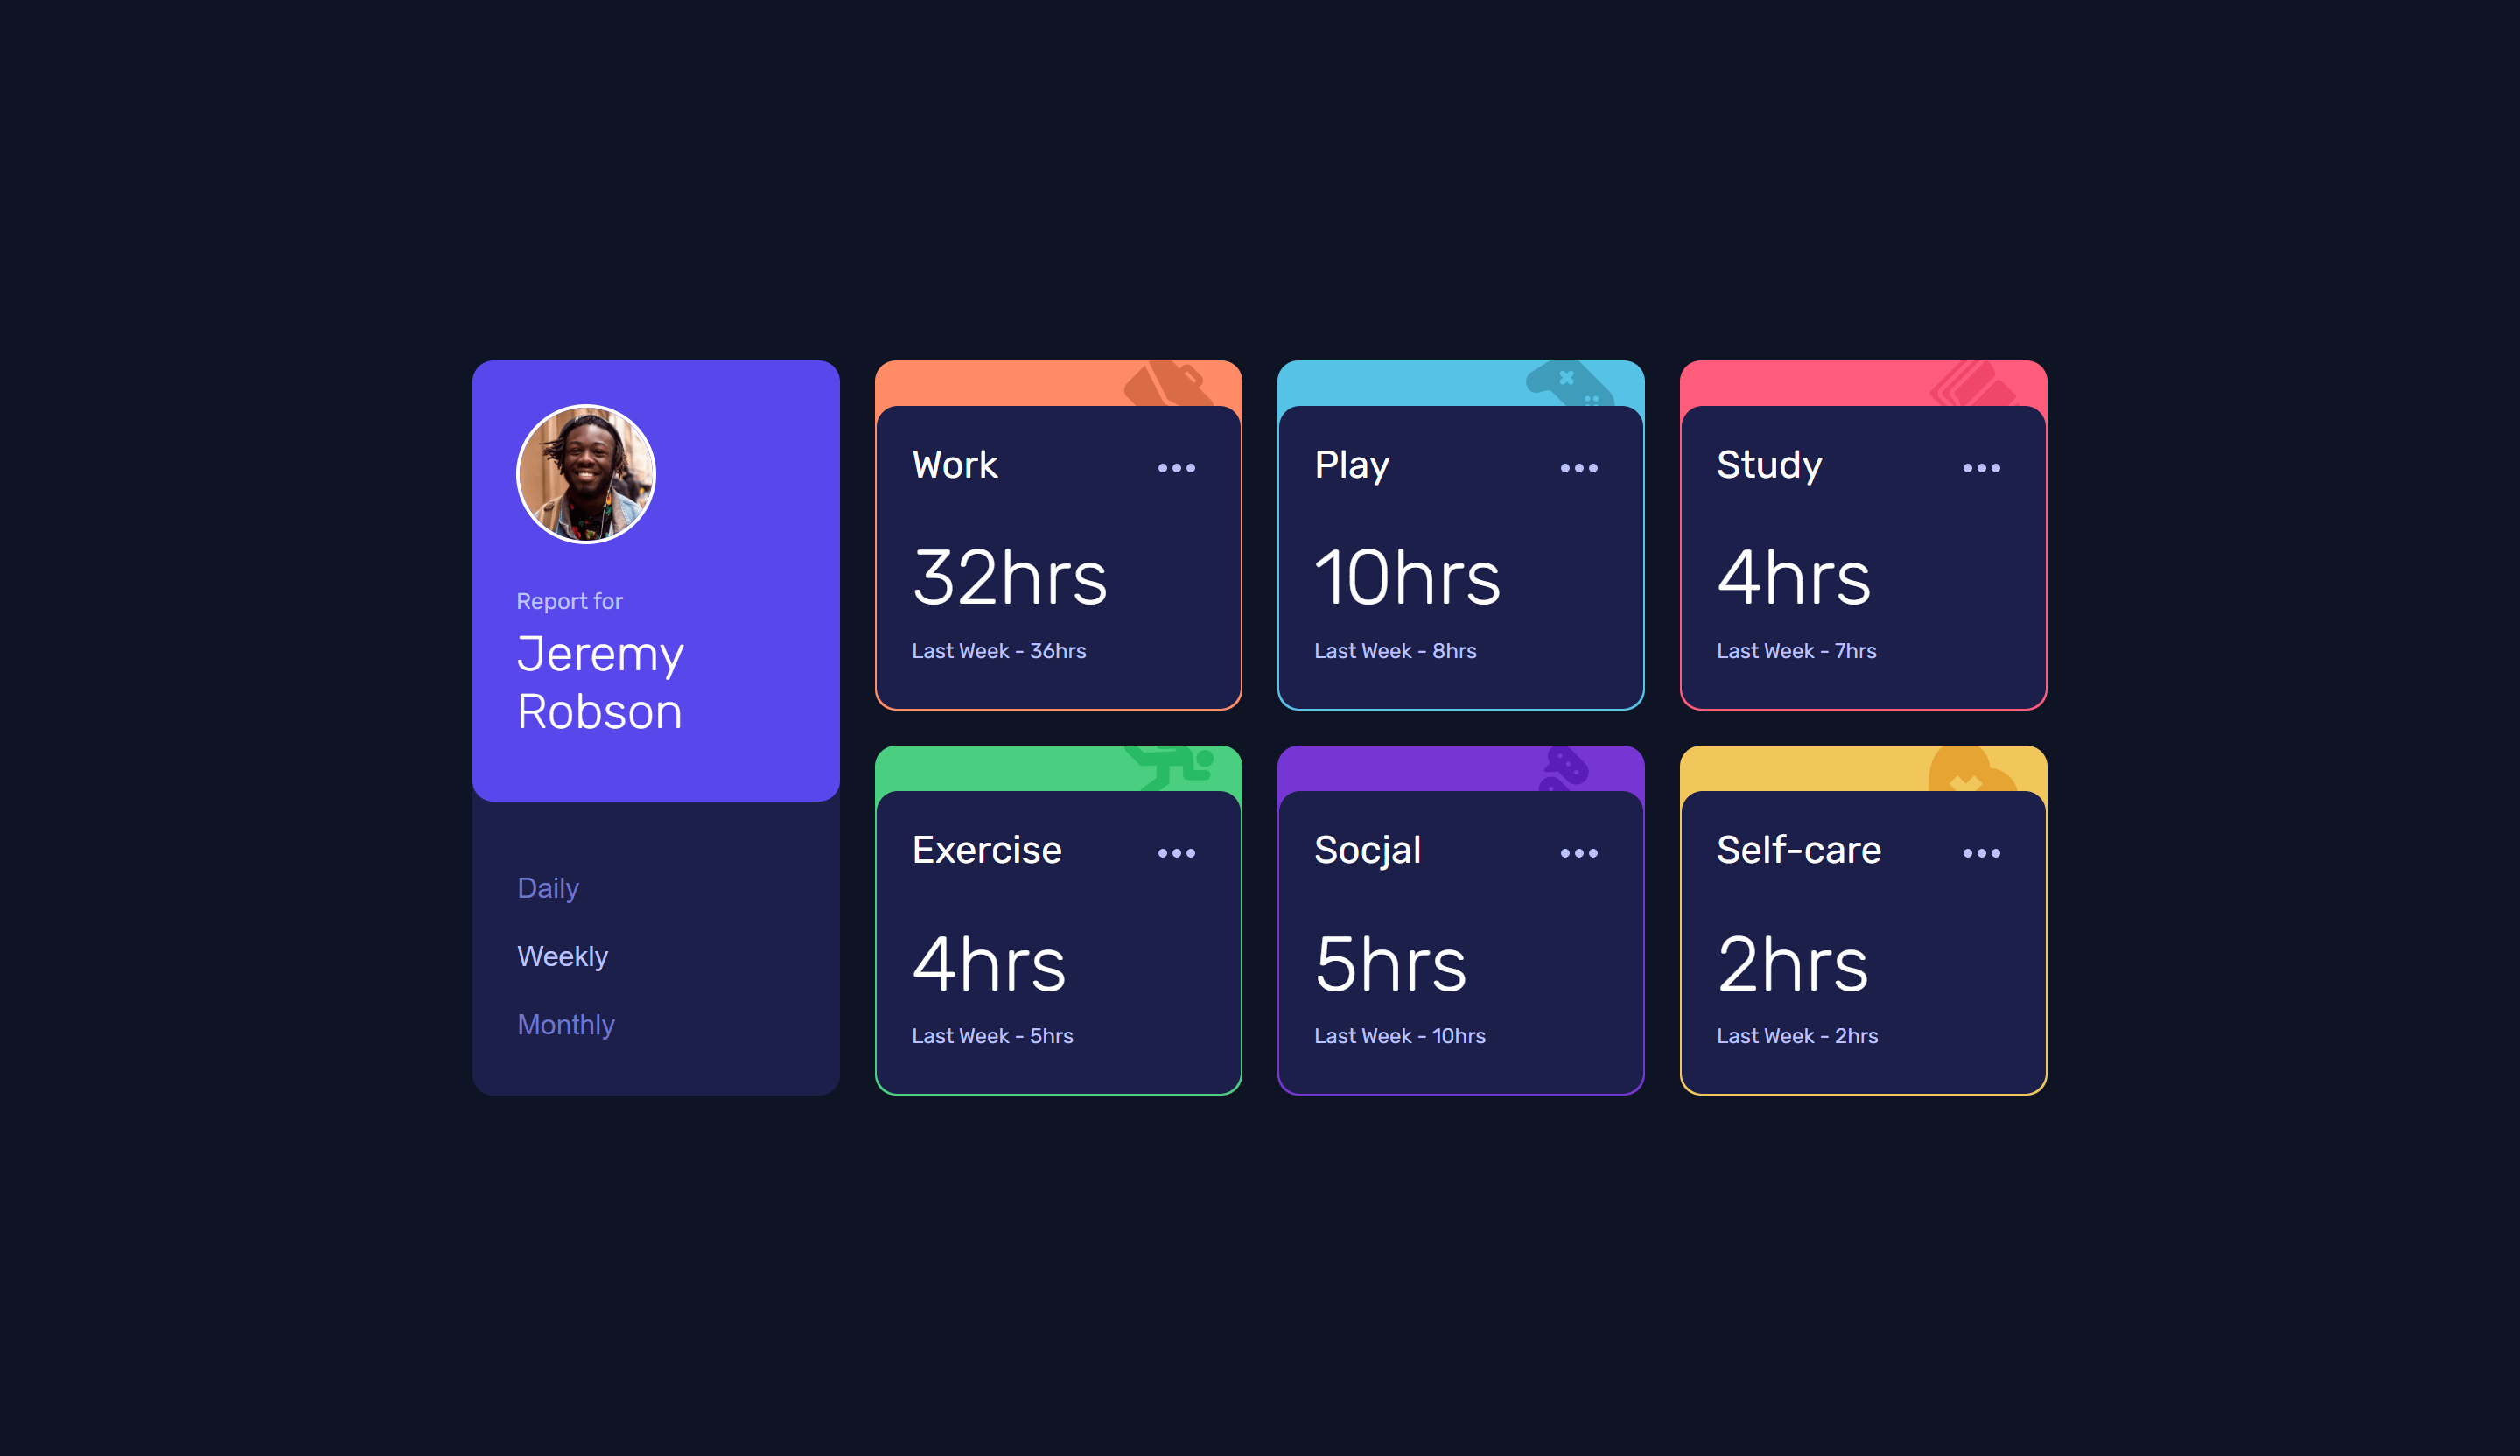 Report for
Jeremy
Robson
Daily
Weekly
Monthly
Work
32hrs
Last Week - 36hrs
Play
10hrs
Last Week - 8hrs
Study
4hrs
Last Week - 7hrs
Exercise
4hrs
Last Week - 5hrs
Socjal
5hrs
Last Week - 10hrs
Self-care
2hrs
Last Week - 2hrs